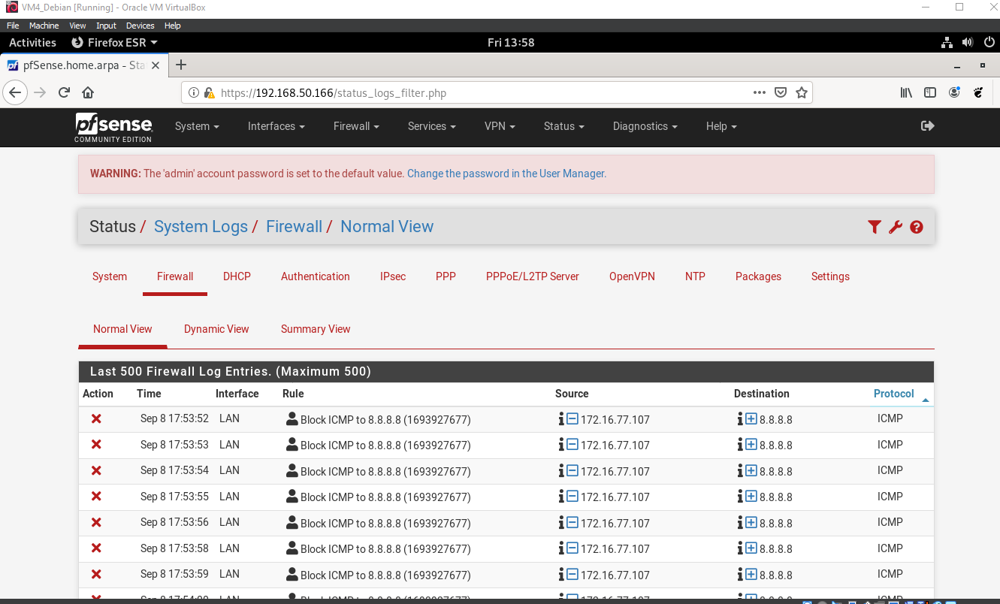 VM4_Debian [Running] - Oracle VM VirtualBox
File Machine View Input Devices Help
Activities Firefox ESR Fri 13:58
pfSense.home.arpa - Sta
https://192.168.50.166/status_logs_filter.php
pfsense System Interfaces Firewall Services VPN Status Diagnostics Help
COMMUNITY EDITION
WARNING: The 'admin' account password is set to the default value. Change the password in the User Manager.
Status / System Logs / Firewall / Normal View
System Firewall DHCP Authentication IPsec PPP PPPoE/L2TP Server OpenVPN NTP Packages Settings
Normal View Dynamic View Summary View
Last 500 Firewall Log Entries. (Maximum 500)
Action Time Interface Rule Source Destination Protocol
Sep 8 17:53:52 LAN Block ICMP to 8.8.8.8 (1693927677) 172.16.77.107 8.8.8.8 ICMP
Sep 8 17:53:53 LAN Block ICMP to 8.8.8.8 (1693927677) 172.16.77.107 8.8.8.8 ICMP
Sep 8 17:53:54 LAN Block ICMP to 8.8.8.8 (1693927677) 172.16.77.107 8.8.8.8 ICMP
Sep 8 17:53:55 LAN Block ICMP to 8.8.8.8 (1693927677) 172.16.77.107 8.8.8.8 ICMP
Sep 8 17:53:56 LAN Block ICMP to 8.8.8.8 (1693927677) 172.16.77.107 8.8.8.8 ICMP
Sep 8 17:53:58 LAN Block ICMP to 8.8.8.8 (1693927677) 172.16.77.107 8.8.8.8 ICMP
Sep 8 17:53:59 LAN Block ICMP to 8.8.8.8 (1693927677) 172.16.77.107 8.8.8.8 ICMP